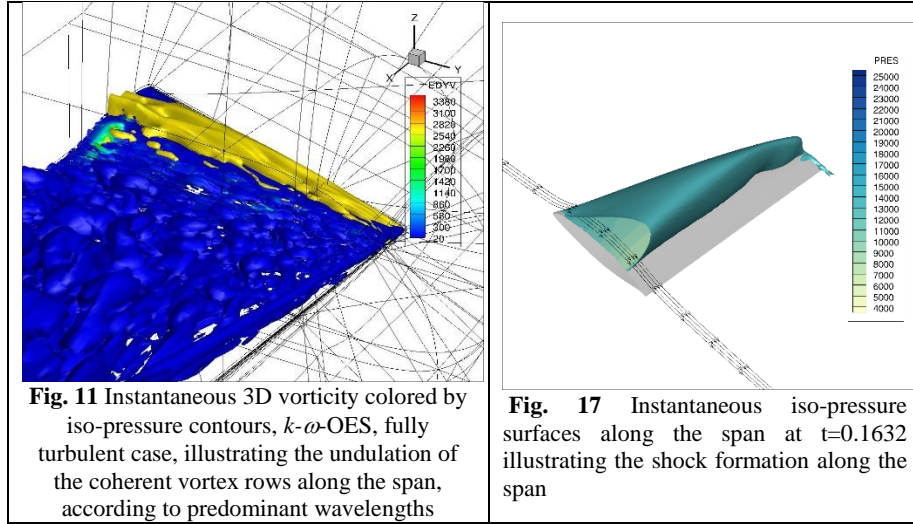 Z
X
Y
EDYV
3380
3100
2820
2540
2260
1980
1700
1420
1140
860
580
300
20
Fig. 11 Instantaneous 3D vorticity colored by
iso-pressure contours, k-ω-OES, fully
turbulent case, illustrating the undulation of
the coherent vortex rows along the span,
according to predominant wavelengths
PRES
25000
24000
23000
22000
21000
20000
19000
18000
17000
16000
15000
14000
13000
12000
11000
10000
9000
8000
7000
6000
5000
4000
Fig. 17 Instantaneous iso-pressure
surfaces along the span at t=0.1632
illustrating the shock formation along the
span